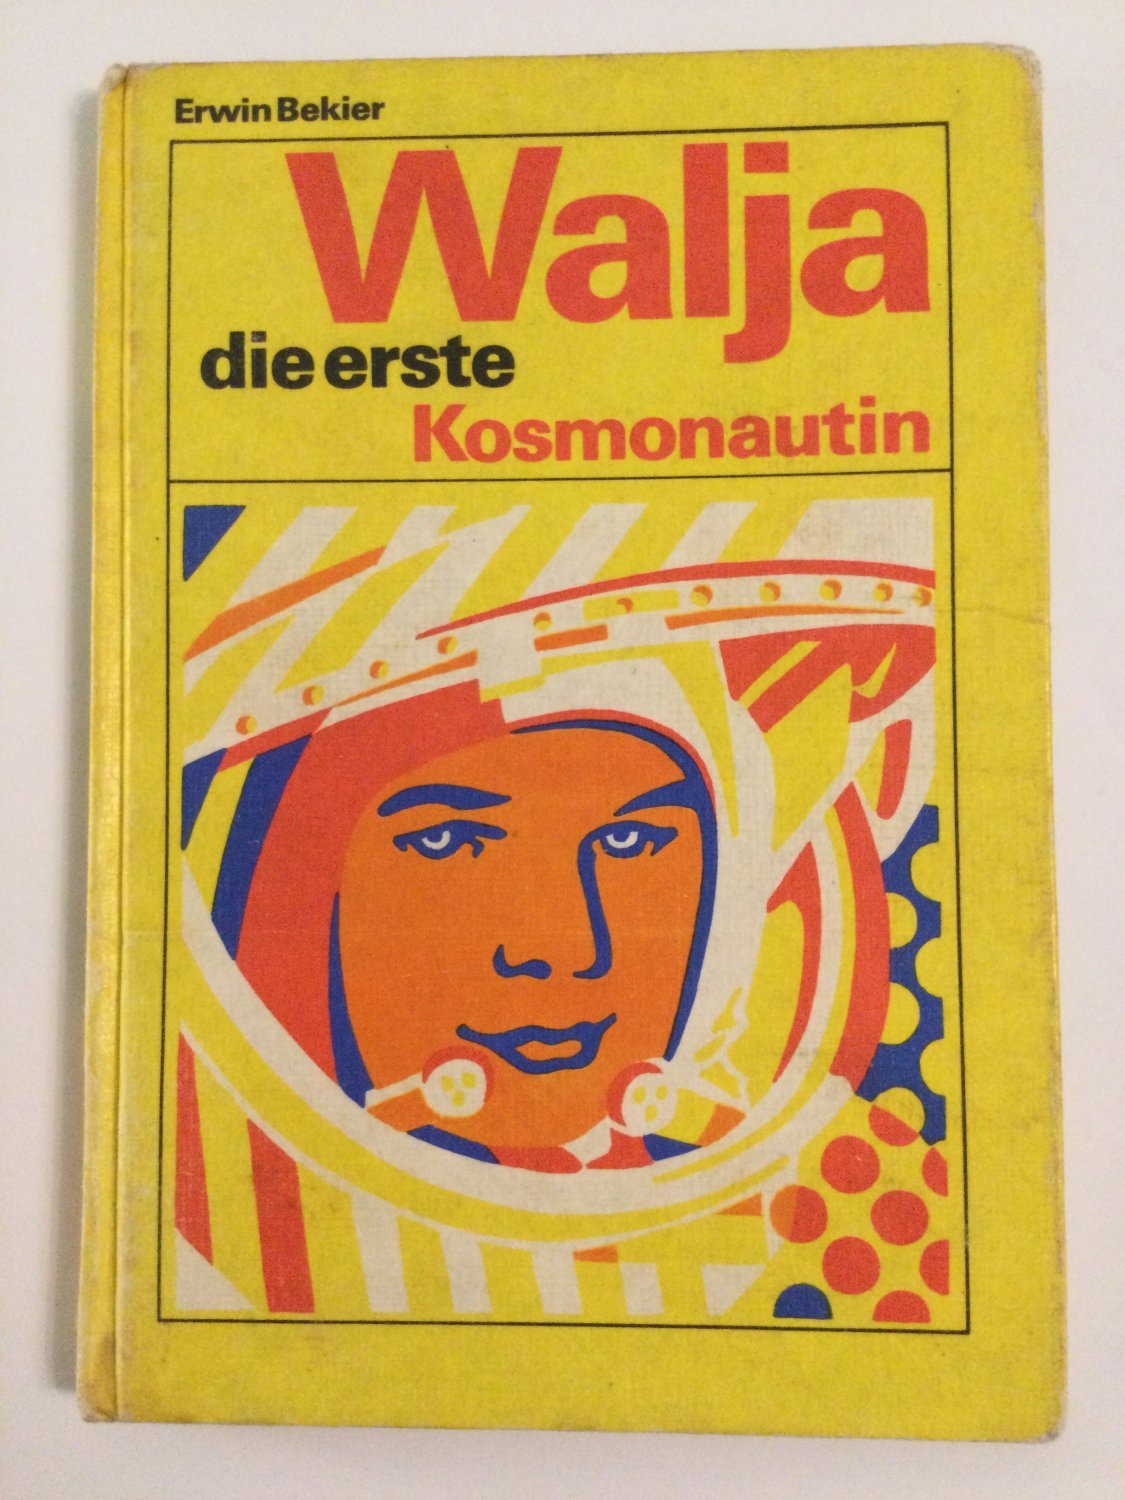 Erwin Bekier
Walja
die erste
Kosmonautin